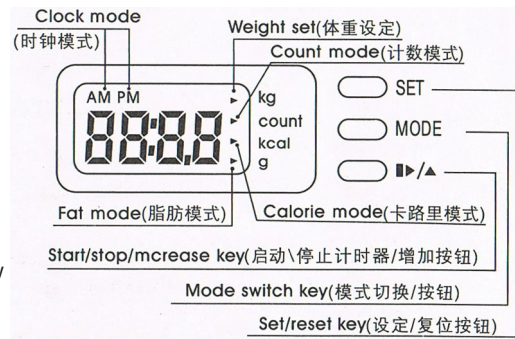 Clock mode
(时钟模式)
Weight set(体重设定)
Count mode(计数模式)
AM PM
88:8.8
kg
count
kcal
g
SET
MODE
Fat mode(脂肪模式)
Calorie mode(卡路里模式)
Start/stop/mcrease key(启动\停止计时器/增加按钮)
Mode switch key(模式切换/按钮)
Set/reset key(设定/复位按钮)